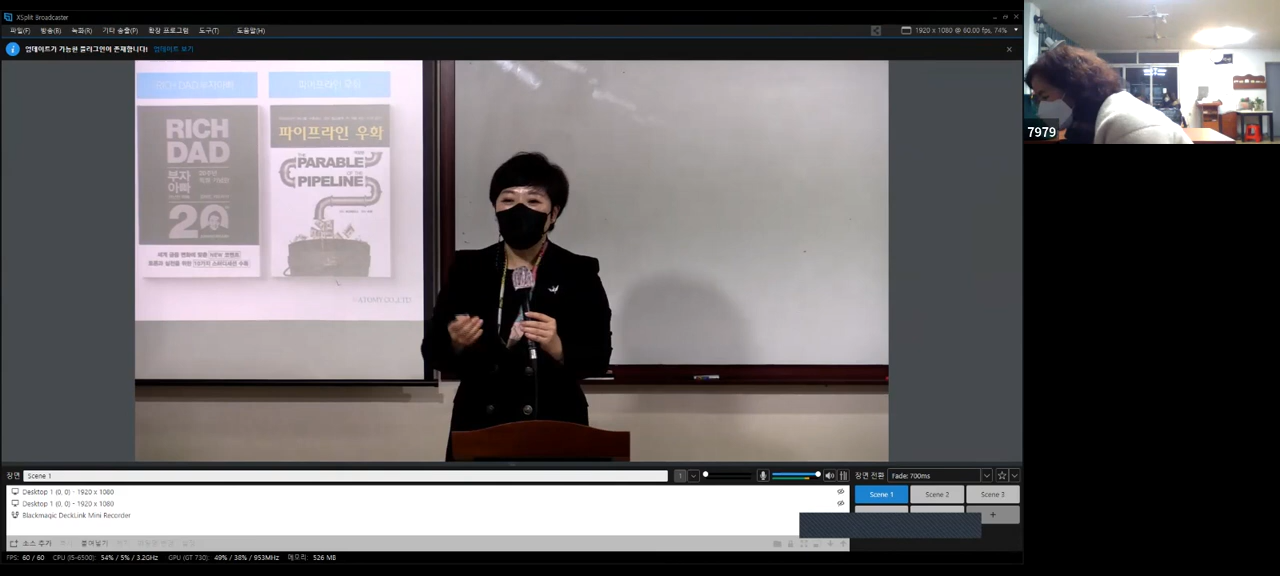 XSplit Broadcaster
파일(F) 방송(B) 녹화(R) 기타 송출(P) 확장 프로그램 도구(T) 도움말(H)
1920 x 1080 @ 60.00 fps, 74%
업데이트가 가능한 플러그인이 존재합니다! 업데이트 보기
RICH DAD 부자아빠
파이프라인 우화
RICH
DAD
부자
아빠
20
파이프라인 우화
THE
PARABLE
OF THE
PIPELINE
ATOMY CO.,LTD
7979
장면 Scene 1
1
장면 전환 Fade: 700ms
Desktop 1 (0, 0) - 1920 x 1080
Desktop 1 (0, 0) - 1920 x 1080
Blackmagic DeckLink Mini Recorder
Scene 1 Scene 2 Scene 3
소스 추가
FPS: 60 / 60 CPU (i5-6500): 54% / 5% / 3.2GHz GPU (GT 730): 49% / 38% / 953MHz 메모리: 526 MB